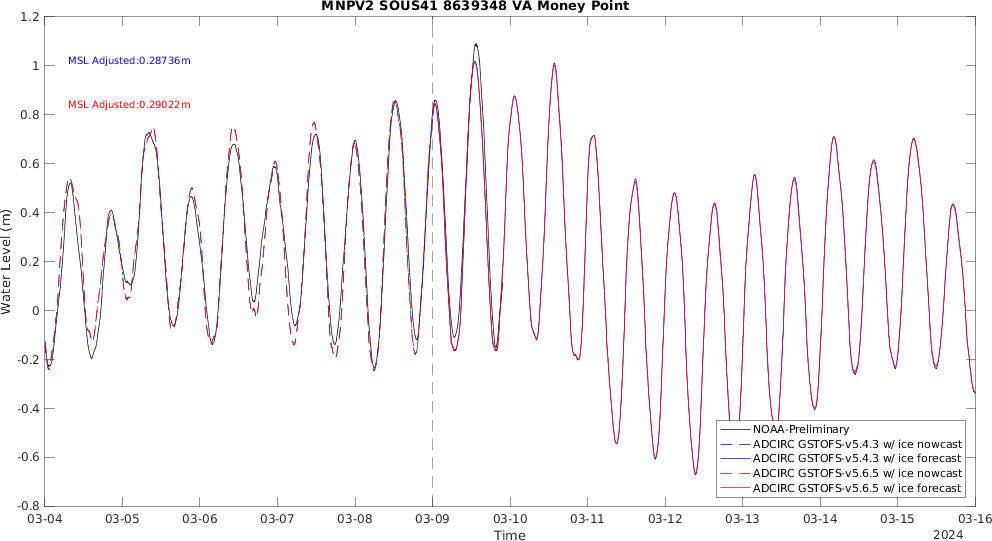 MNPV2 SOUS41 8639348 VA Money Point
1.2
1
0.8
0.6
0.4
0.2
0
-0.2
-0.4
-0.6
-0.8
Water Level (m)
MSL Adjusted:0.28736m
MSL Adjusted:0.29022m
NOAA-Preliminary
ADCIRC GSTOFS-v5.4.3 w/ ice nowcast
ADCIRC GSTOFS-v5.4.3 w/ ice forecast
ADCIRC GSTOFS-v5.6.5 w/ ice nowcast
ADCIRC GSTOFS-v5.6.5 w/ ice forecast
03-04 03-05 03-06 03-07 03-08 03-09 03-10 03-11 03-12 03-13 03-14 03-15 03-16
Time
2024